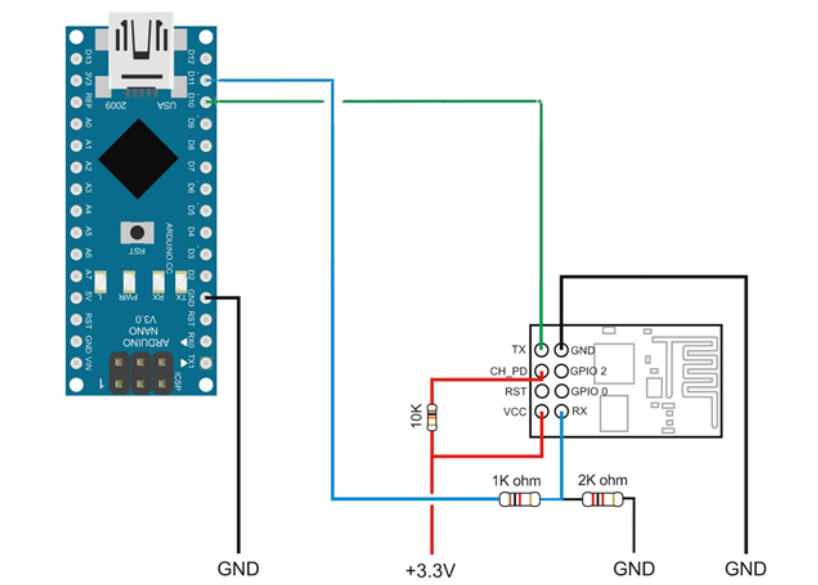 D13
3V3
REF
A0
A1
A2
A3
A4
A5
A6
A7
5V
RST
GND
VIN
D12
D11
D10
D9
D8
D7
D6
D5
D4
D3
D2
GND
RST
RX0
TX1
2009
USA
RST
ARDUINO.CC
L
PWR
RX
TX
ARDUINO
NANO
V3.0
1
ICSP
TX
GND
CH_PD
GPIO 2
RST
GPIO 0
VCC
RX
10K
1K ohm
2K ohm
GND
+3.3V
GND
GND